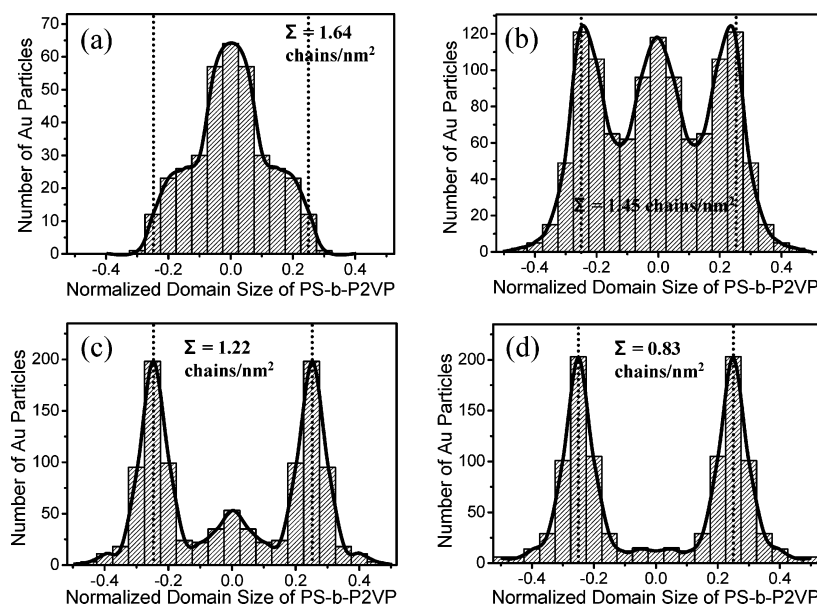 (a)
Σ = 1.64
chains/nm²
Number of Au Particles
70
60
50
40
30
20
10
0
-0.4 -0.2 0.0 0.2 0.4
Normalized Domain Size of PS-b-P2VP
(b)
Σ = 1.45 chains/nm²
Number of Au Particles
120
100
80
60
40
20
0
-0.4 -0.2 0.0 0.2 0.4
Normalized Domain Size of PS-b-P2VP
(c)
Σ = 1.22
chains/nm²
Number of Au Particles
200
150
100
50
0
-0.4 -0.2 0.0 0.2 0.4
Normalized Domain Size of PS-b-P2VP
(d)
Σ = 0.83
chains/nm²
Number of Au Particles
200
150
100
50
0
-0.4 -0.2 0.0 0.2 0.4
Normalized Domain Size of PS-b-P2VP